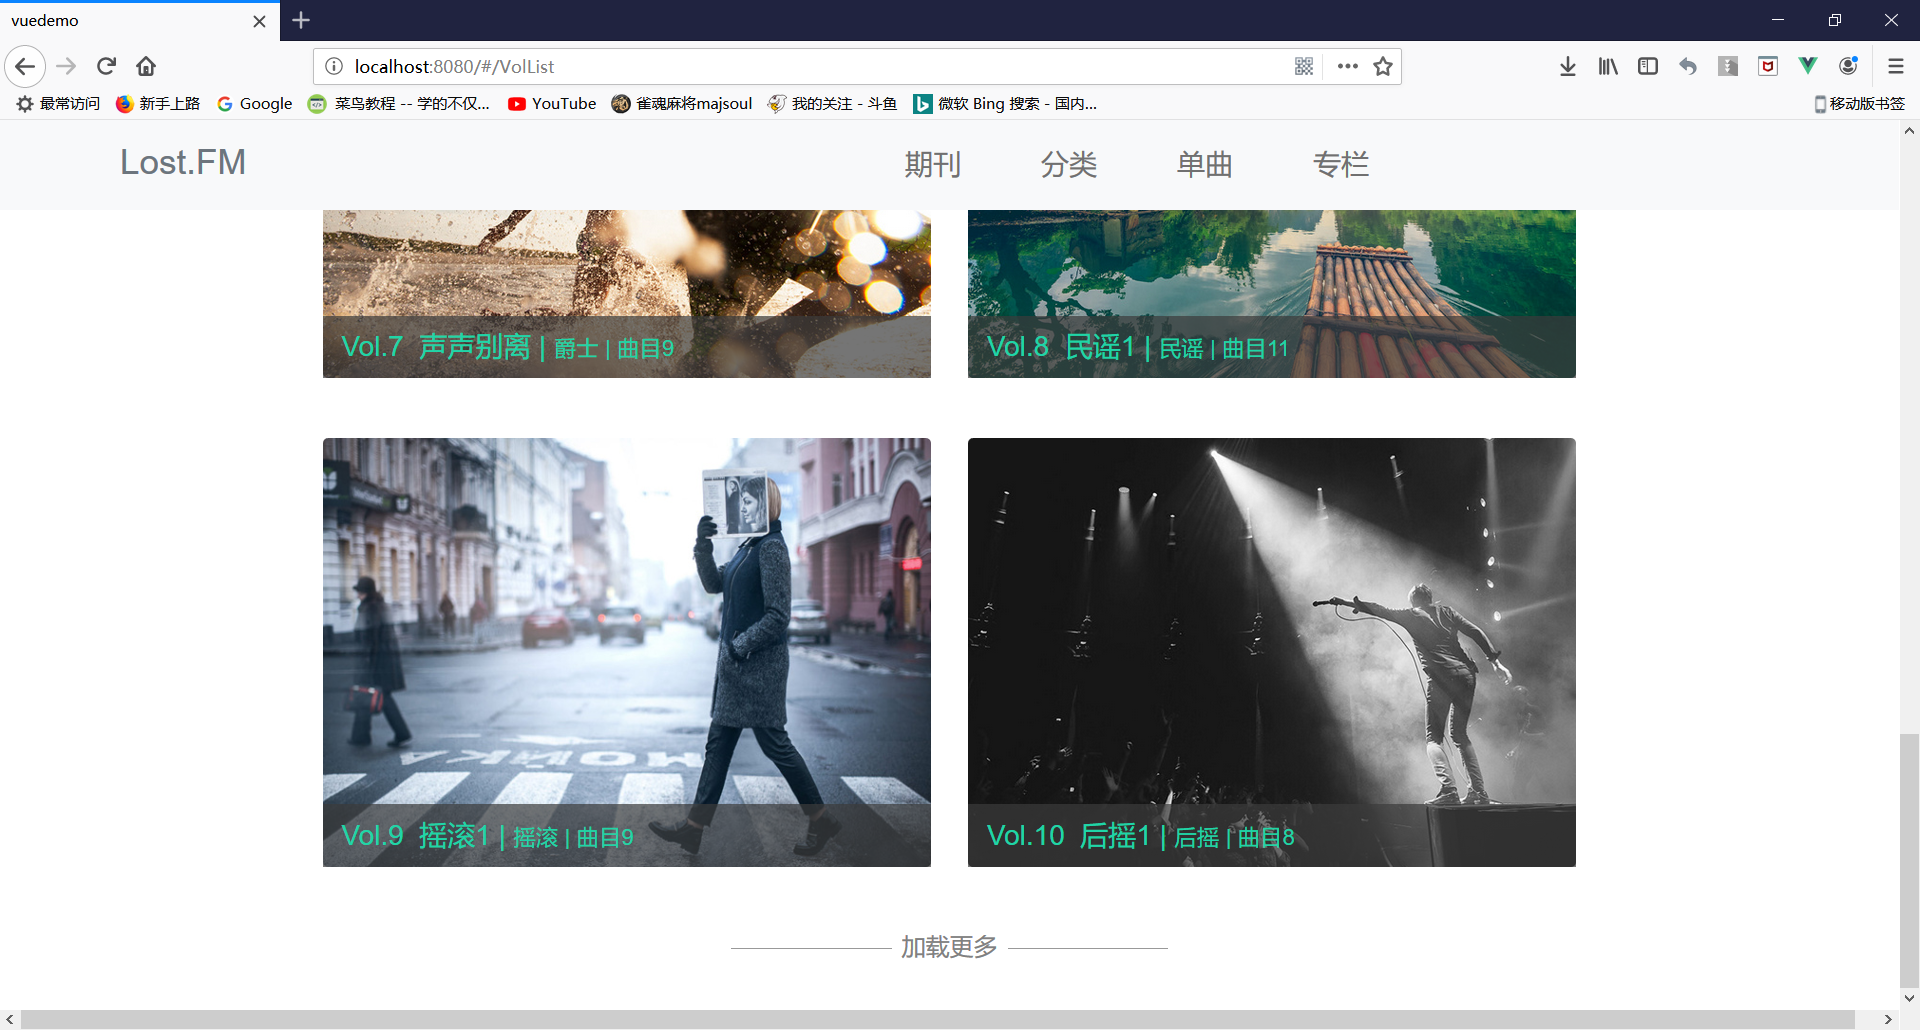 vuedemo
localhost:8080/#/VolList
最常访问 新手上路 Google 菜鸟教程 -- 学的不仅... YouTube 雀魂麻将majsoul 我的关注 - 斗鱼 微软 Bing 搜索 - 国内... 移动版书签
Lost.FM 期刊 分类 单曲 专栏
Vol.7 声声别离 | 爵士 | 曲目9
Vol.8 民谣1 | 民谣 | 曲目11
МОЙКА
Vol.9 摇滚1 | 摇滚 | 曲目9
Vol.10 后摇1 | 后摇 | 曲目8
加载更多